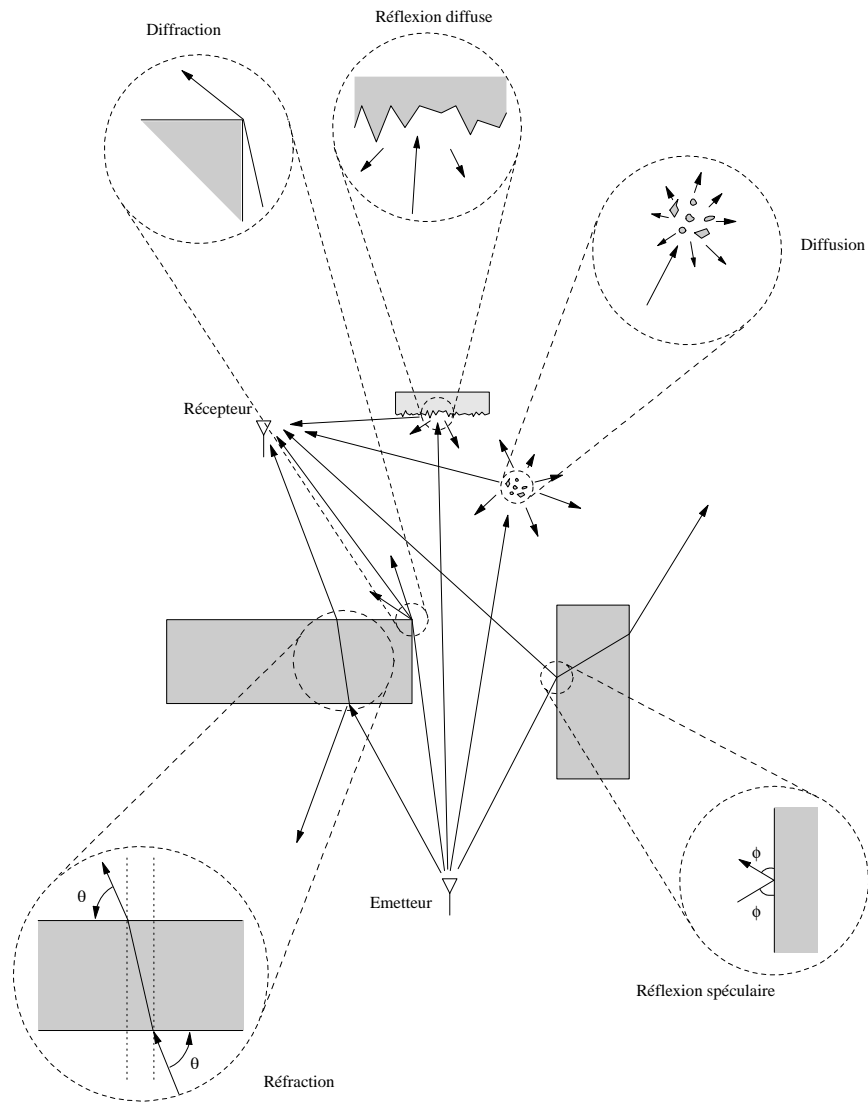 Réflexion diffuse
Diffraction
Diffusion
Récepteur
ϕ
θ
Emetteur
ϕ
Réflexion spéculaire
θ
Réfraction